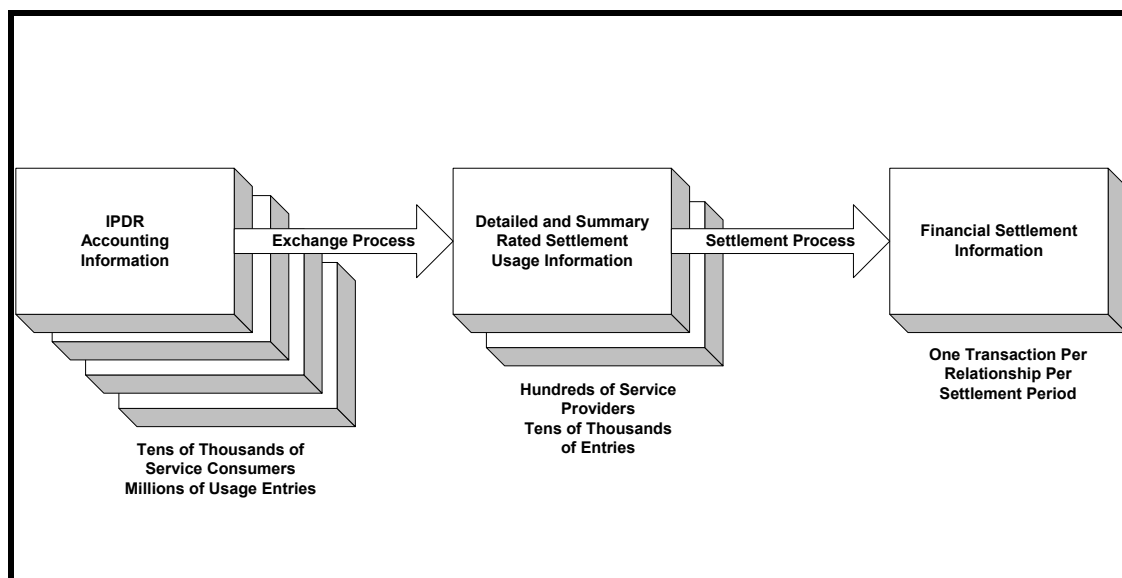 IPDR
Accounting
Information
Exchange Process
Detailed and Summary
Rated Settlement
Usage Information
Settlement Process
Financial Settlement
Information
Tens of Thousands of
Service Consumers
Millions of Usage Entries
Hundreds of Service
Providers
Tens of Thousands
of Entries
One Transaction Per
Relationship Per
Settlement Period